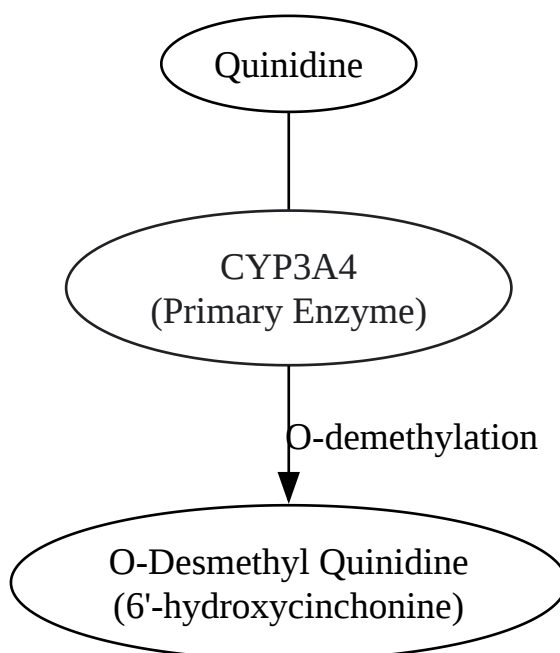 Quinidine
CYP3A4
(Primary Enzyme)
O-demethylation
O-Desmethyl Quinidine
(6'-hydroxycinchonine)